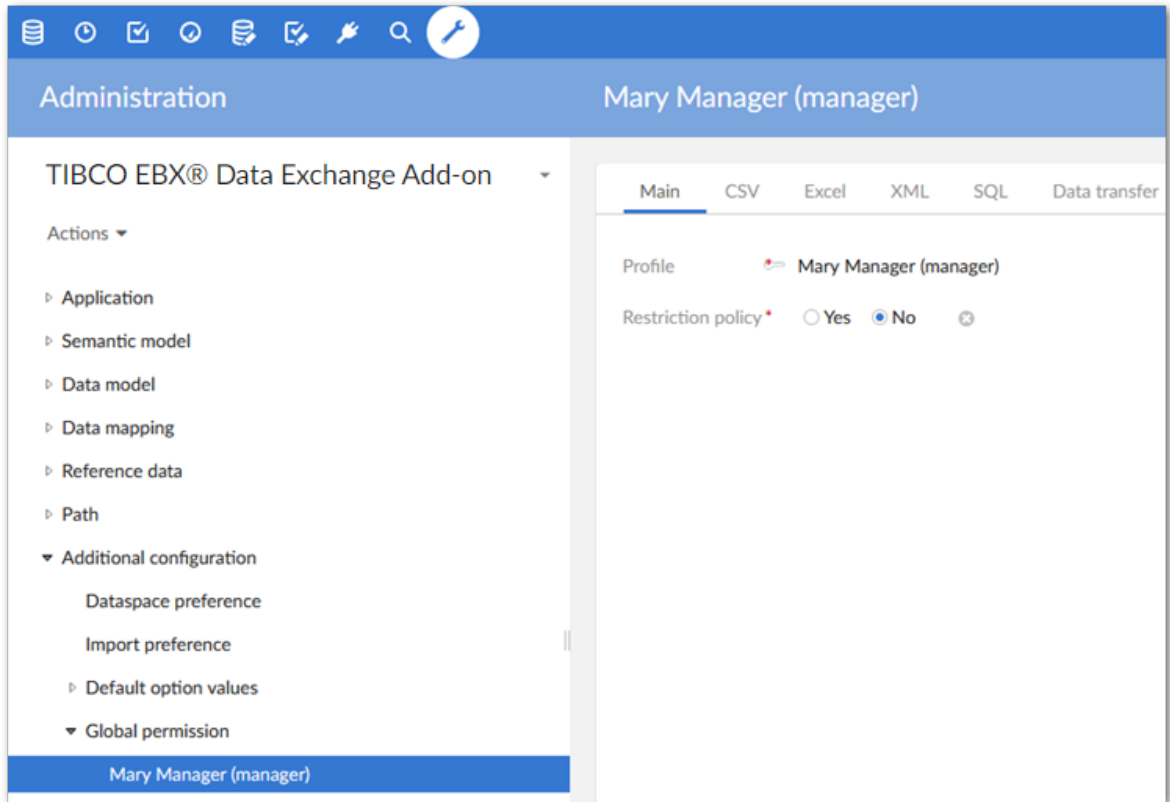 Administration
Mary Manager (manager)
TIBCO EBX® Data Exchange Add-on
Actions
Application
Semantic model
Data model
Data mapping
Reference data
Path
Additional configuration
Dataspace preference
Import preference
Default option values
Global permission
Mary Manager (manager)
Main CSV Excel XML SQL Data transfer
Profile * Mary Manager (manager)
Restriction policy * Yes No